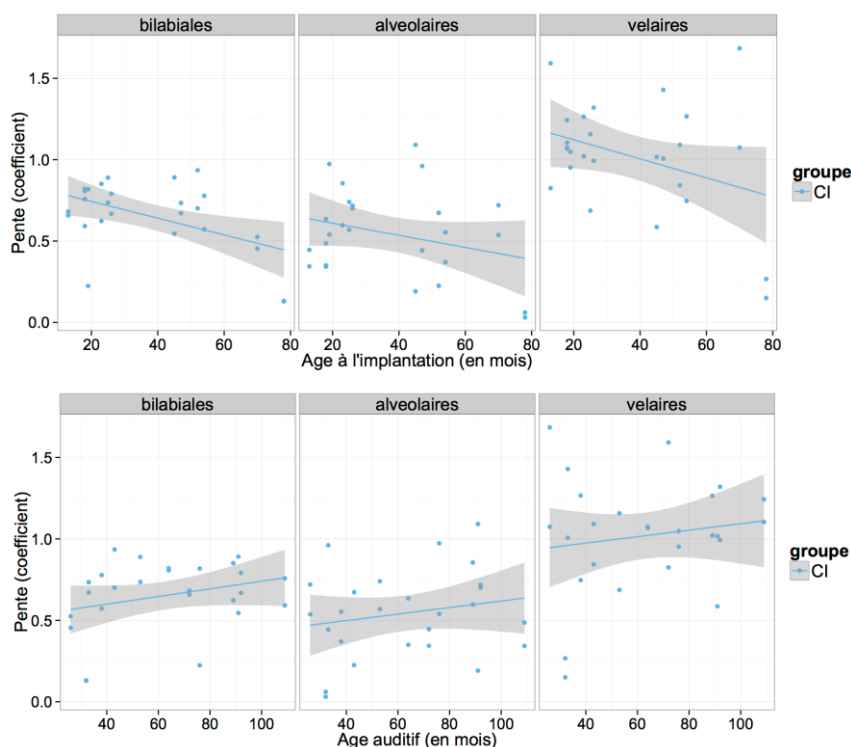 bilabiales alveolaires velaires
1.5
1.0
0.5
0.0
Pente (coefficient)
20 40 60 80 20 40 60 80 20 40 60 80
Age à l'implantation (en mois)
groupe
CI
bilabiales alveolaires velaires
1.5
1.0
0.5
0.0
Pente (coefficient)
40 60 80 100 40 60 80 100 40 60 80 100
Age auditif (en mois)
groupe
CI